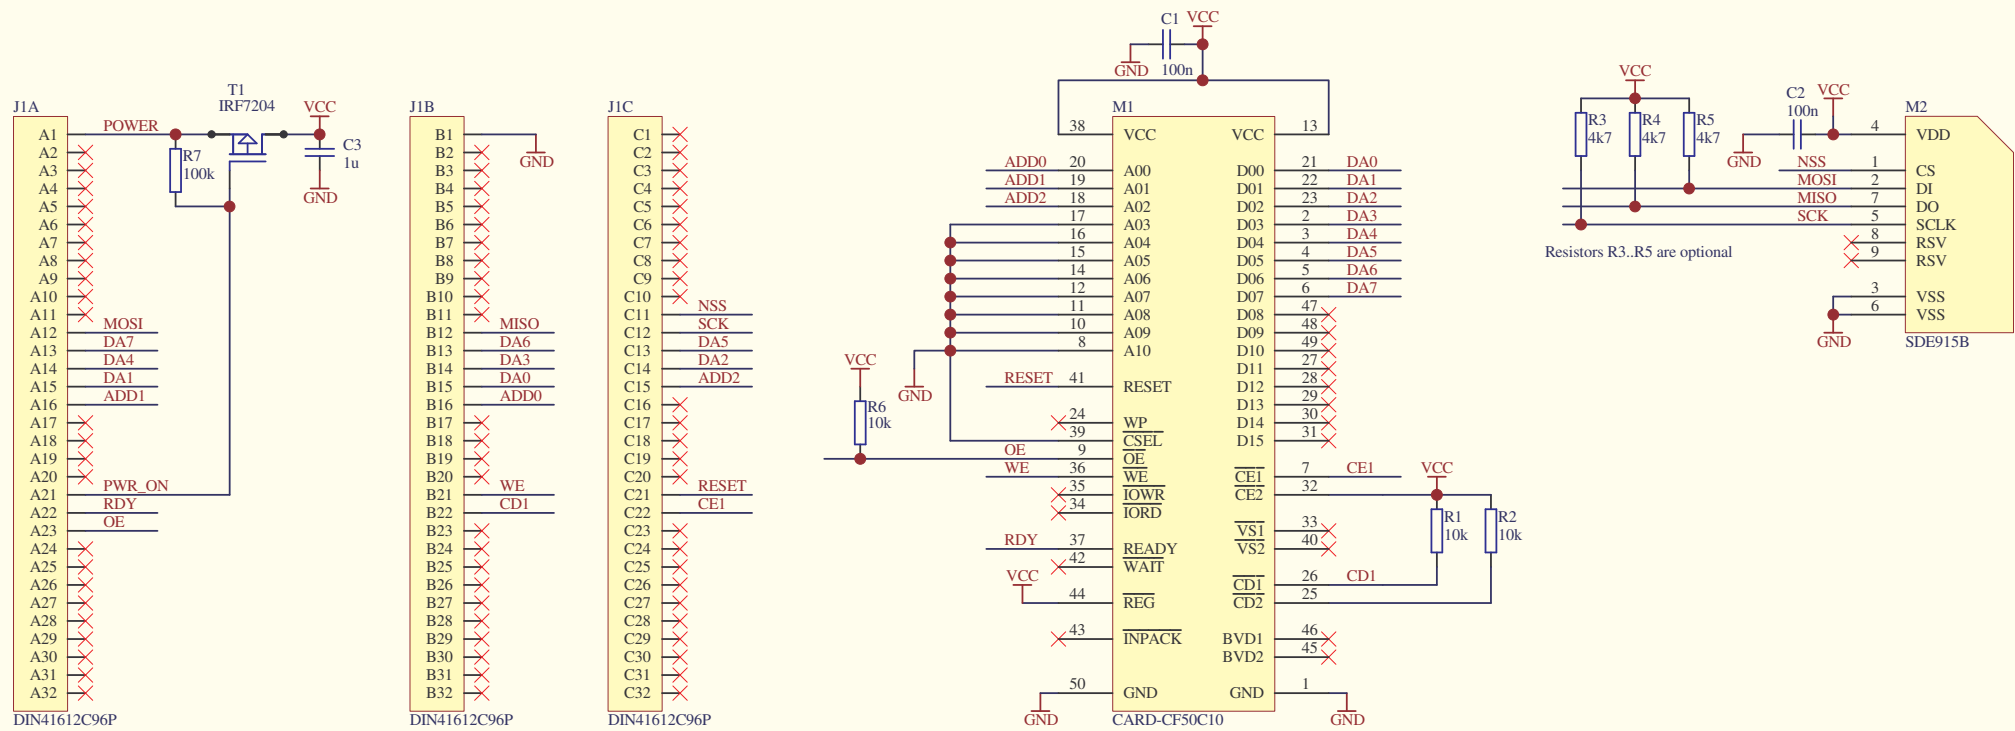 J1A
A1 POWER
A2
A3
A4
A5
A6
A7
A8
A9
A10
A11
A12 MOSI
A13 DA7
A14 DA4
A15 DA1
A16 ADD1
A17
A18
A19
A20
A21 PWR_ON
A22 RDY
A23 OE
A24
A25
A26
A27
A28
A29
A30
A31
A32
DIN41612C96P
T1
IRF7204
R7
100k
VCC
C3
1u
GND
J1B
B1
GND
B2
B3
B4
B5
B6
B7
B8
B9
B10
B11
B12 MISO
B13 DA6
B14 DA3
B15 DA0
B16 ADD0
B17
B18
B19
B20
B21 WE
B22 CD1
B23
B24
B25
B26
B27
B28
B29
B30
B31
B32
DIN41612C96P
J1C
C1
C2
C3
C4
C5
C6
C7
C8
C9
C10
C11 NSS
C12 SCK
C13 DA5
C14 DA2
C15 ADD2
C16
C17
C18
C19
C20
C21 RESET
C22 CE1
C23
C24
C25
C26
C27
C28
C29
C30
C31
C32
DIN41612C96P
C1 VCC
GND 100n
M1
38 VCC VCC 13
ADD0 20 A00 D00 21 DA0
ADD1 19 A01 D01 22 DA1
ADD2 18 A02 D02 23 DA2
17 A03 D03 2 DA3
16 A04 D04 3 DA4
15 A05 D05 4 DA5
14 A06 D06 5 DA6
12 A07 D07 6 DA7
11 A08 D08 47
10 A09 D09 48
8 A10 D10 49
D11 27
RESET 41 RESET D12 28
D13 29
24 WP D14 30
39 CSEL D15 31
OE 9 OE
WE 36 WE CE1 7 CE1
35 IOWR CE2 32
34 IORD
VS1 33
RDY 37 READY VS2 40
42 WAIT
CD1 26 CD1
44 REG CD2 25
43 INPACK BVD1 46
BVD2 45
50 GND GND 1
GND GND
CARD-CF50C10
GND
VCC
R6
10k
VCC
VCC
R1
10k
R2
10k
VCC
R3
4k7
R4
4k7
R5
4k7
Resistors R3..R5 are optional
C2 VCC
100n
GND
M2
4 VDD
NSS 1 CS
MOSI 2 DI
MISO 7 DO
SCK 5 SCLK
8 RSV
9 RSV
3 VSS
6 VSS
GND
SDE915B